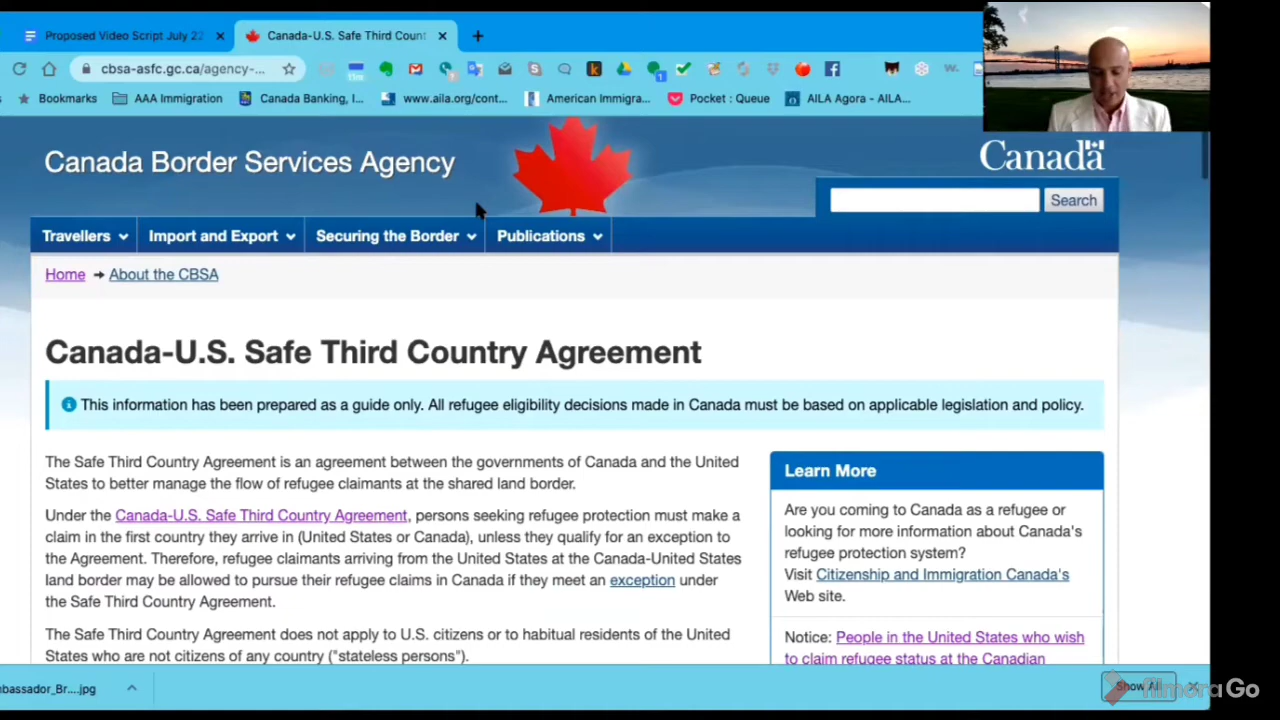 Proposed Video Script July 22
Canada-U.S. Safe Third Count
cbsa-asfc.gc.ca/agency-...
11m
1
1
w.
Bookmarks
AAA Immigration
Canada Banking, I...
www.aila.org/cont...
American Immigra...
Pocket : Queue
AILA Agora - AILA...
Canada Border Services Agency
Canada
Search
Travellers
Import and Export
Securing the Border
Publications
Home → About the CBSA
Canada-U.S. Safe Third Country Agreement
This information has been prepared as a guide only. All refugee eligibility decisions made in Canada must be based on applicable legislation and policy.
The Safe Third Country Agreement is an agreement between the governments of Canada and the United
States to better manage the flow of refugee claimants at the shared land border.
Under the Canada-U.S. Safe Third Country Agreement, persons seeking refugee protection must make a
claim in the first country they arrive in (United States or Canada), unless they qualify for an exception to
the Agreement. Therefore, refugee claimants arriving from the United States at the Canada-United States
land border may be allowed to pursue their refugee claims in Canada if they meet an exception under
the Safe Third Country Agreement.
The Safe Third Country Agreement does not apply to U.S. citizens or to habitual residents of the United
States who are not citizens of any country ("stateless persons").
Learn More
Are you coming to Canada as a refugee or
looking for more information about Canada's
refugee protection system?
Visit Citizenship and Immigration Canada's
Web site.
Notice: People in the United States who wish
to claim refugee status at the Canadian
nbassador_Br....jpg
Show All
filmoraGo